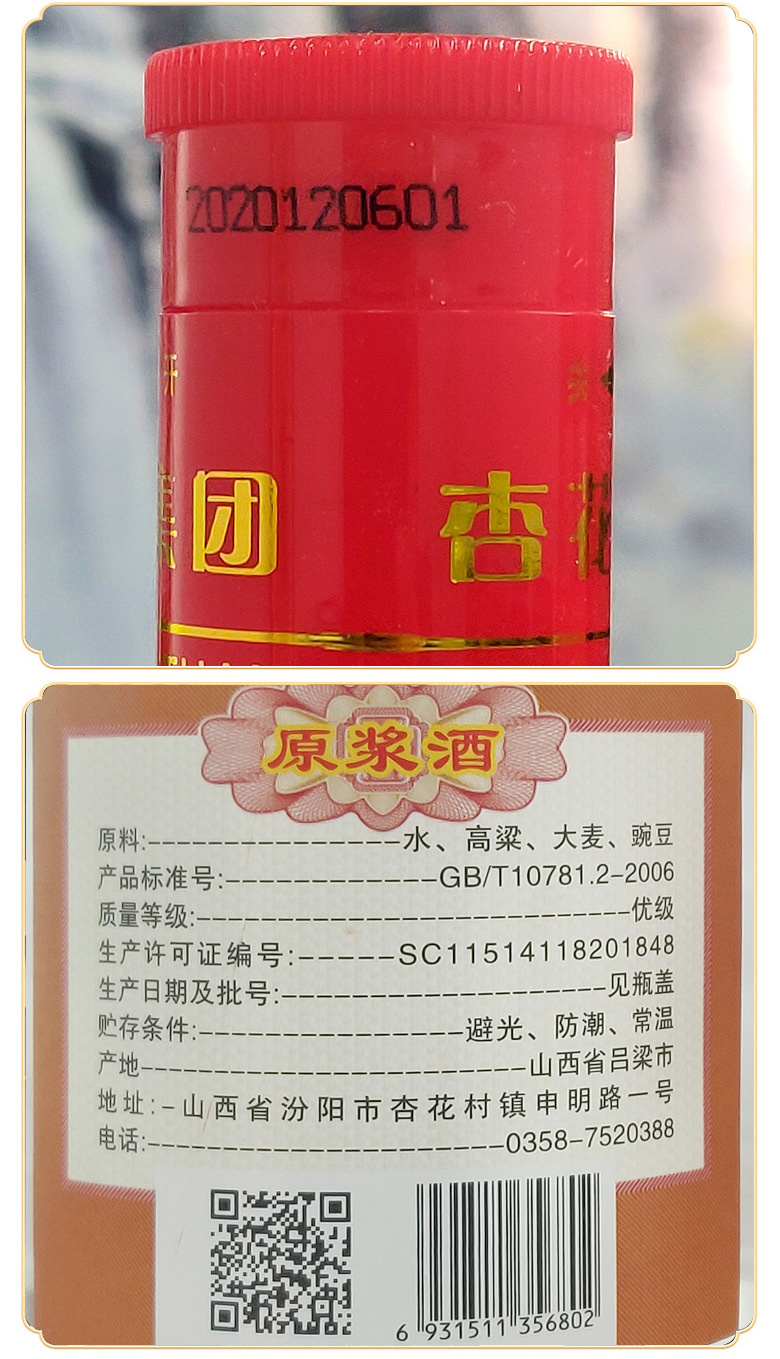 2020120601
团 杏花
原浆酒
原料:----------------水、高粱、大麦、豌豆
产品标准号:-------------GB/T10781.2-2006
质量等级:--------------------------优级
生产许可证编号:-----SC11514118201848
生产日期及批号:-------------------见瓶盖
贮存条件:----------------避光、防潮、常温
产地-----------------------山西省吕梁市
地址:-山西省汾阳市杏花村镇申明路一号
电话:---------------------0358-7520388
6 931511 356802